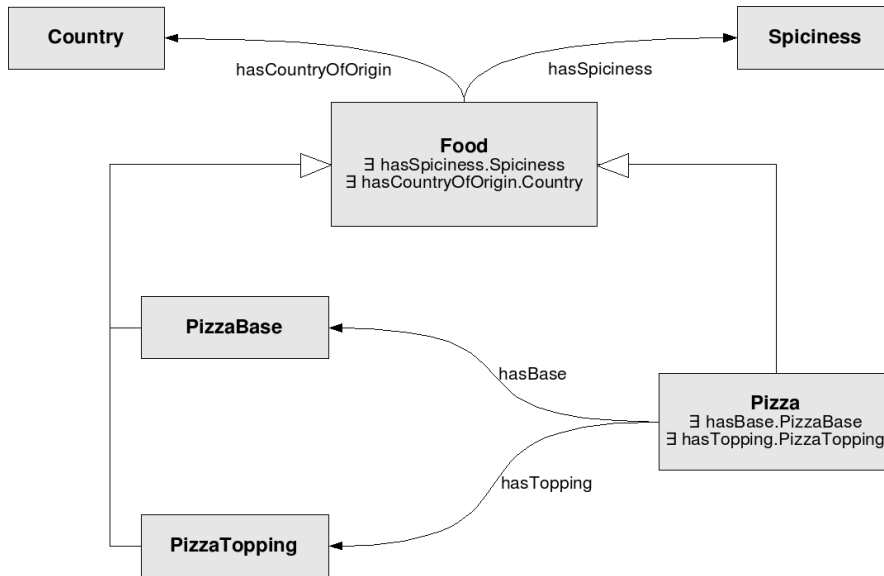 Country
Spiciness
hasCountryOfOrigin
hasSpiciness
Food
∃ hasSpiciness.Spiciness
∃ hasCountryOfOrigin.Country
PizzaBase
hasBase
Pizza
∃ hasBase.PizzaBase
∃ hasTopping.PizzaTopping
hasTopping
PizzaTopping